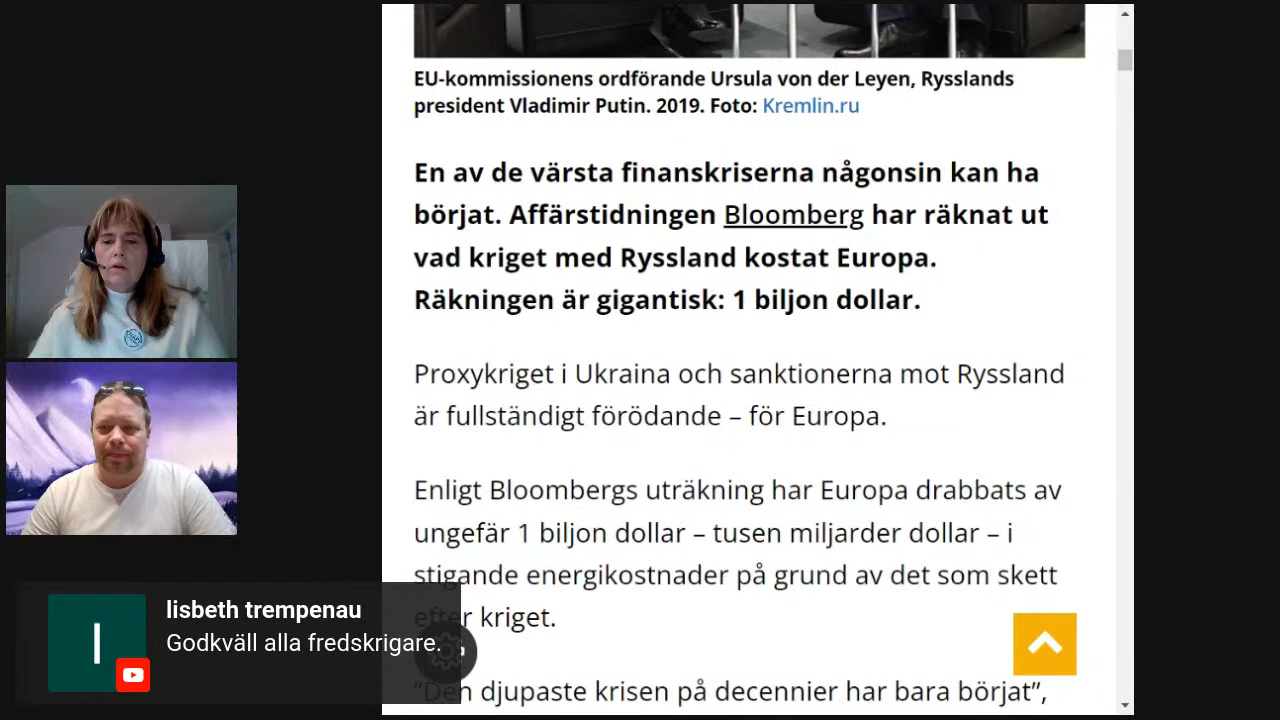 EU-kommissionens ordförande Ursula von der Leyen, Rysslands
president Vladimir Putin. 2019. Foto: Kremlin.ru
En av de värsta finanskriserna någonsin kan ha
börjat. Affärstidningen Bloomberg har räknat ut
vad kriget med Ryssland kostat Europa.
Räkningen är gigantisk: 1 biljon dollar.
Proxykriget i Ukraina och sanktionerna mot Ryssland
är fullständigt förödande – för Europa.
Enligt Bloombergs uträkning har Europa drabbats av
ungefär 1 biljon dollar – tusen miljarder dollar – i
stigande energikostnader på grund av det som skett
efter kriget.
"Den djupaste krisen på decennier har bara börjat",
l
lisbeth trempenau
Godkväll alla fredskrigare.